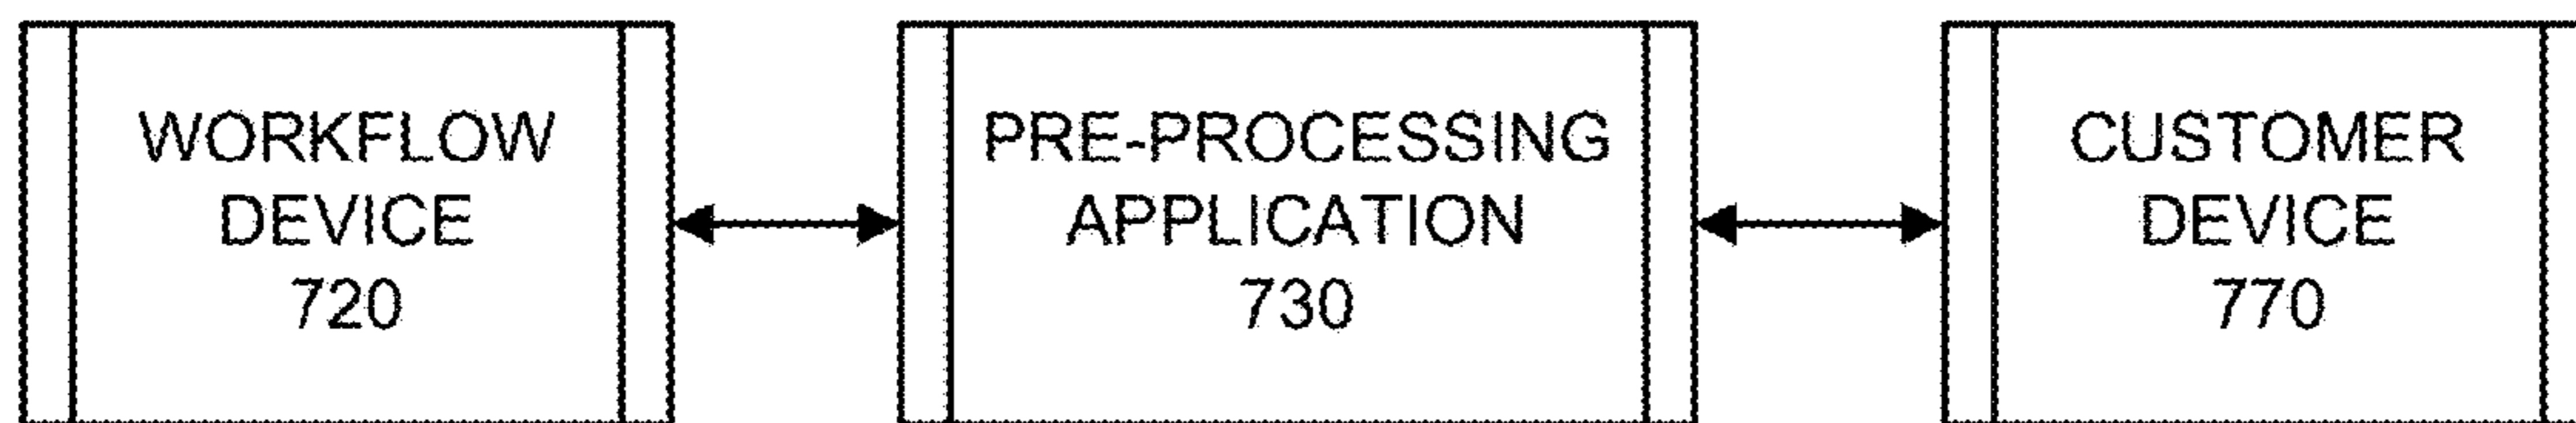 WORKFLOW
DEVICE
720
PRE-PROCESSING
APPLICATION
730
CUSTOMER
DEVICE
770